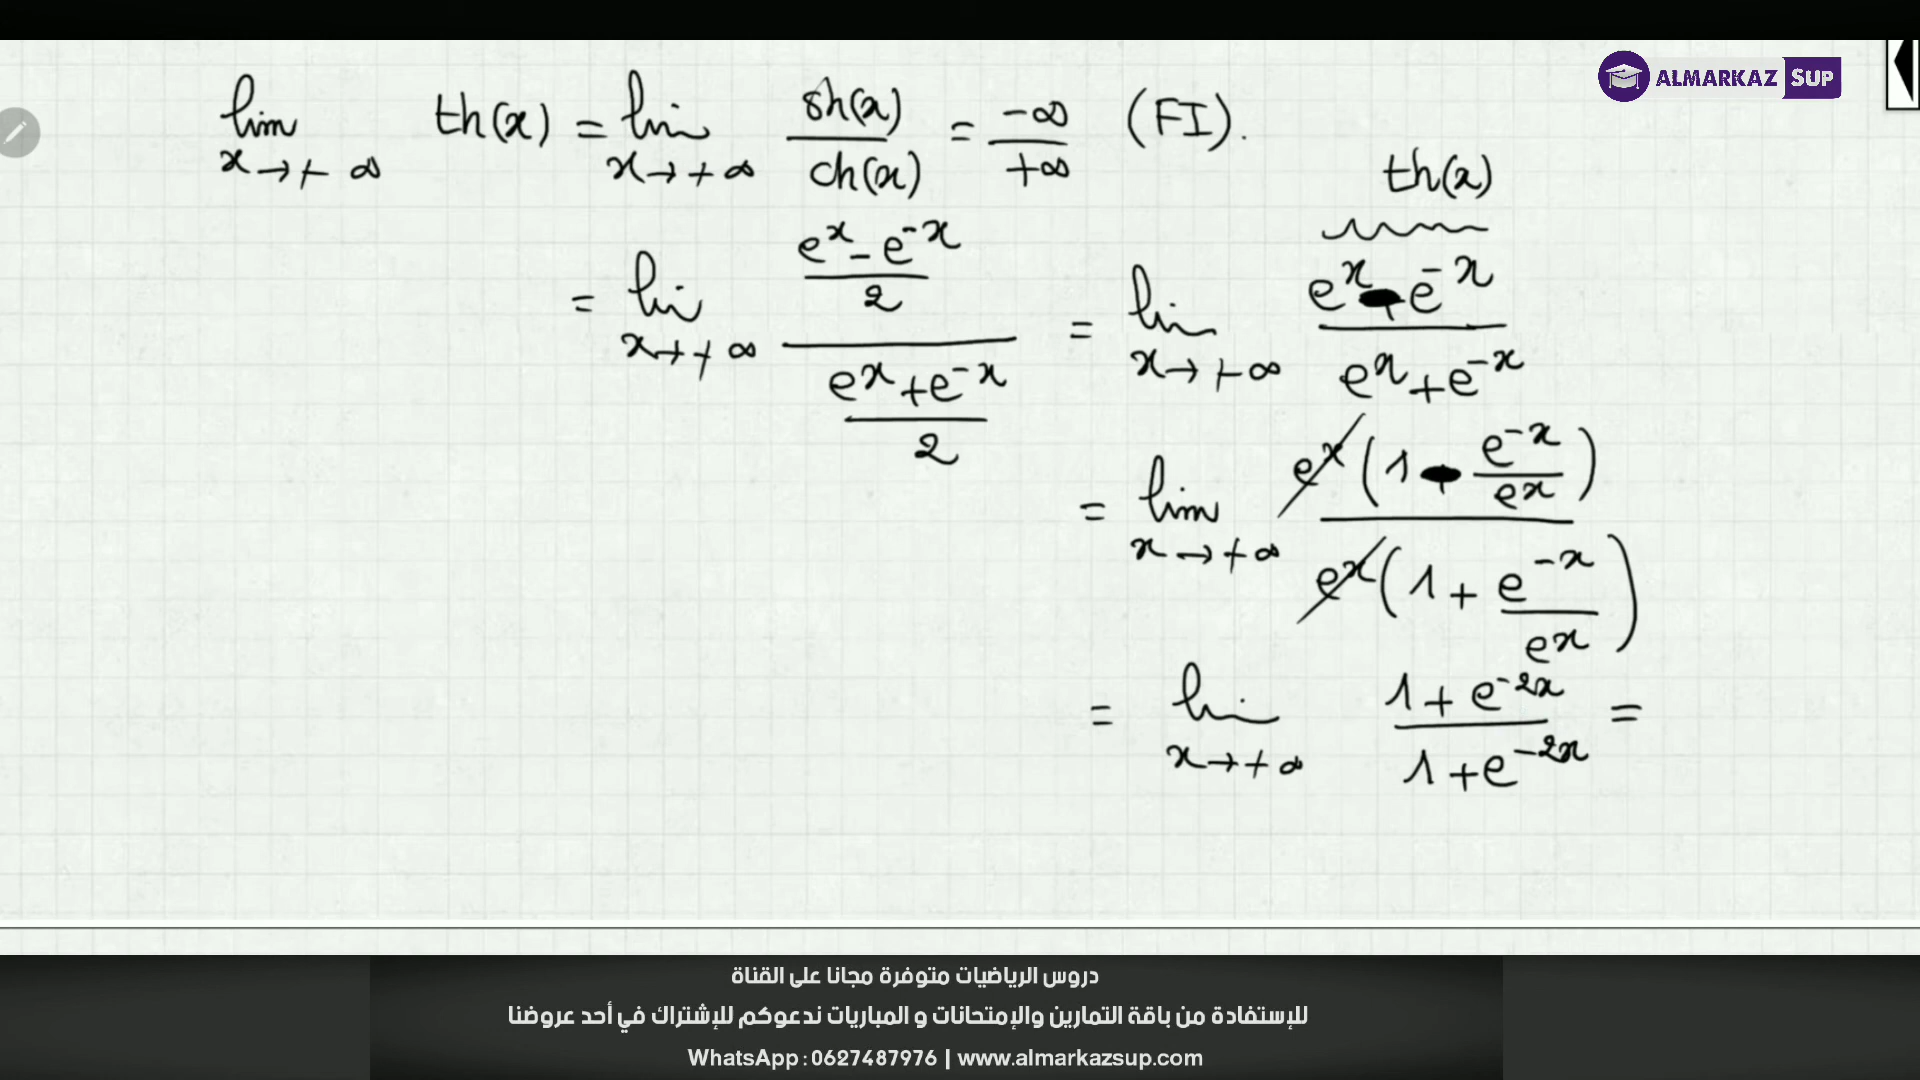 ALMARKAZ SUP
lim x→+∞ th(x) = lim x→+∞ sh(x)/ch(x) = -∞/+∞ (FI).
th(x)
= lim x→+∞ ((e^x - e^-x)/2)/((e^x + e^-x)/2) = lim x→+∞ (e^x - e^-x)/(e^x + e^-x)
= lim x→+∞ e^x(1 - e^-x/e^x)/e^x(1 + e^-x/e^x)
= lim x→+∞ (1 + e^-2x)/(1 + e^-2x) =
دروس الرياضيات متوفرة مجانا على القناة
للإستفادة من باقة التمارين والإمتحانات و المباريات ندعوكم للإشتراك في أحد عروضنا
WhatsApp : 0627487976 | www.almarkazsup.com